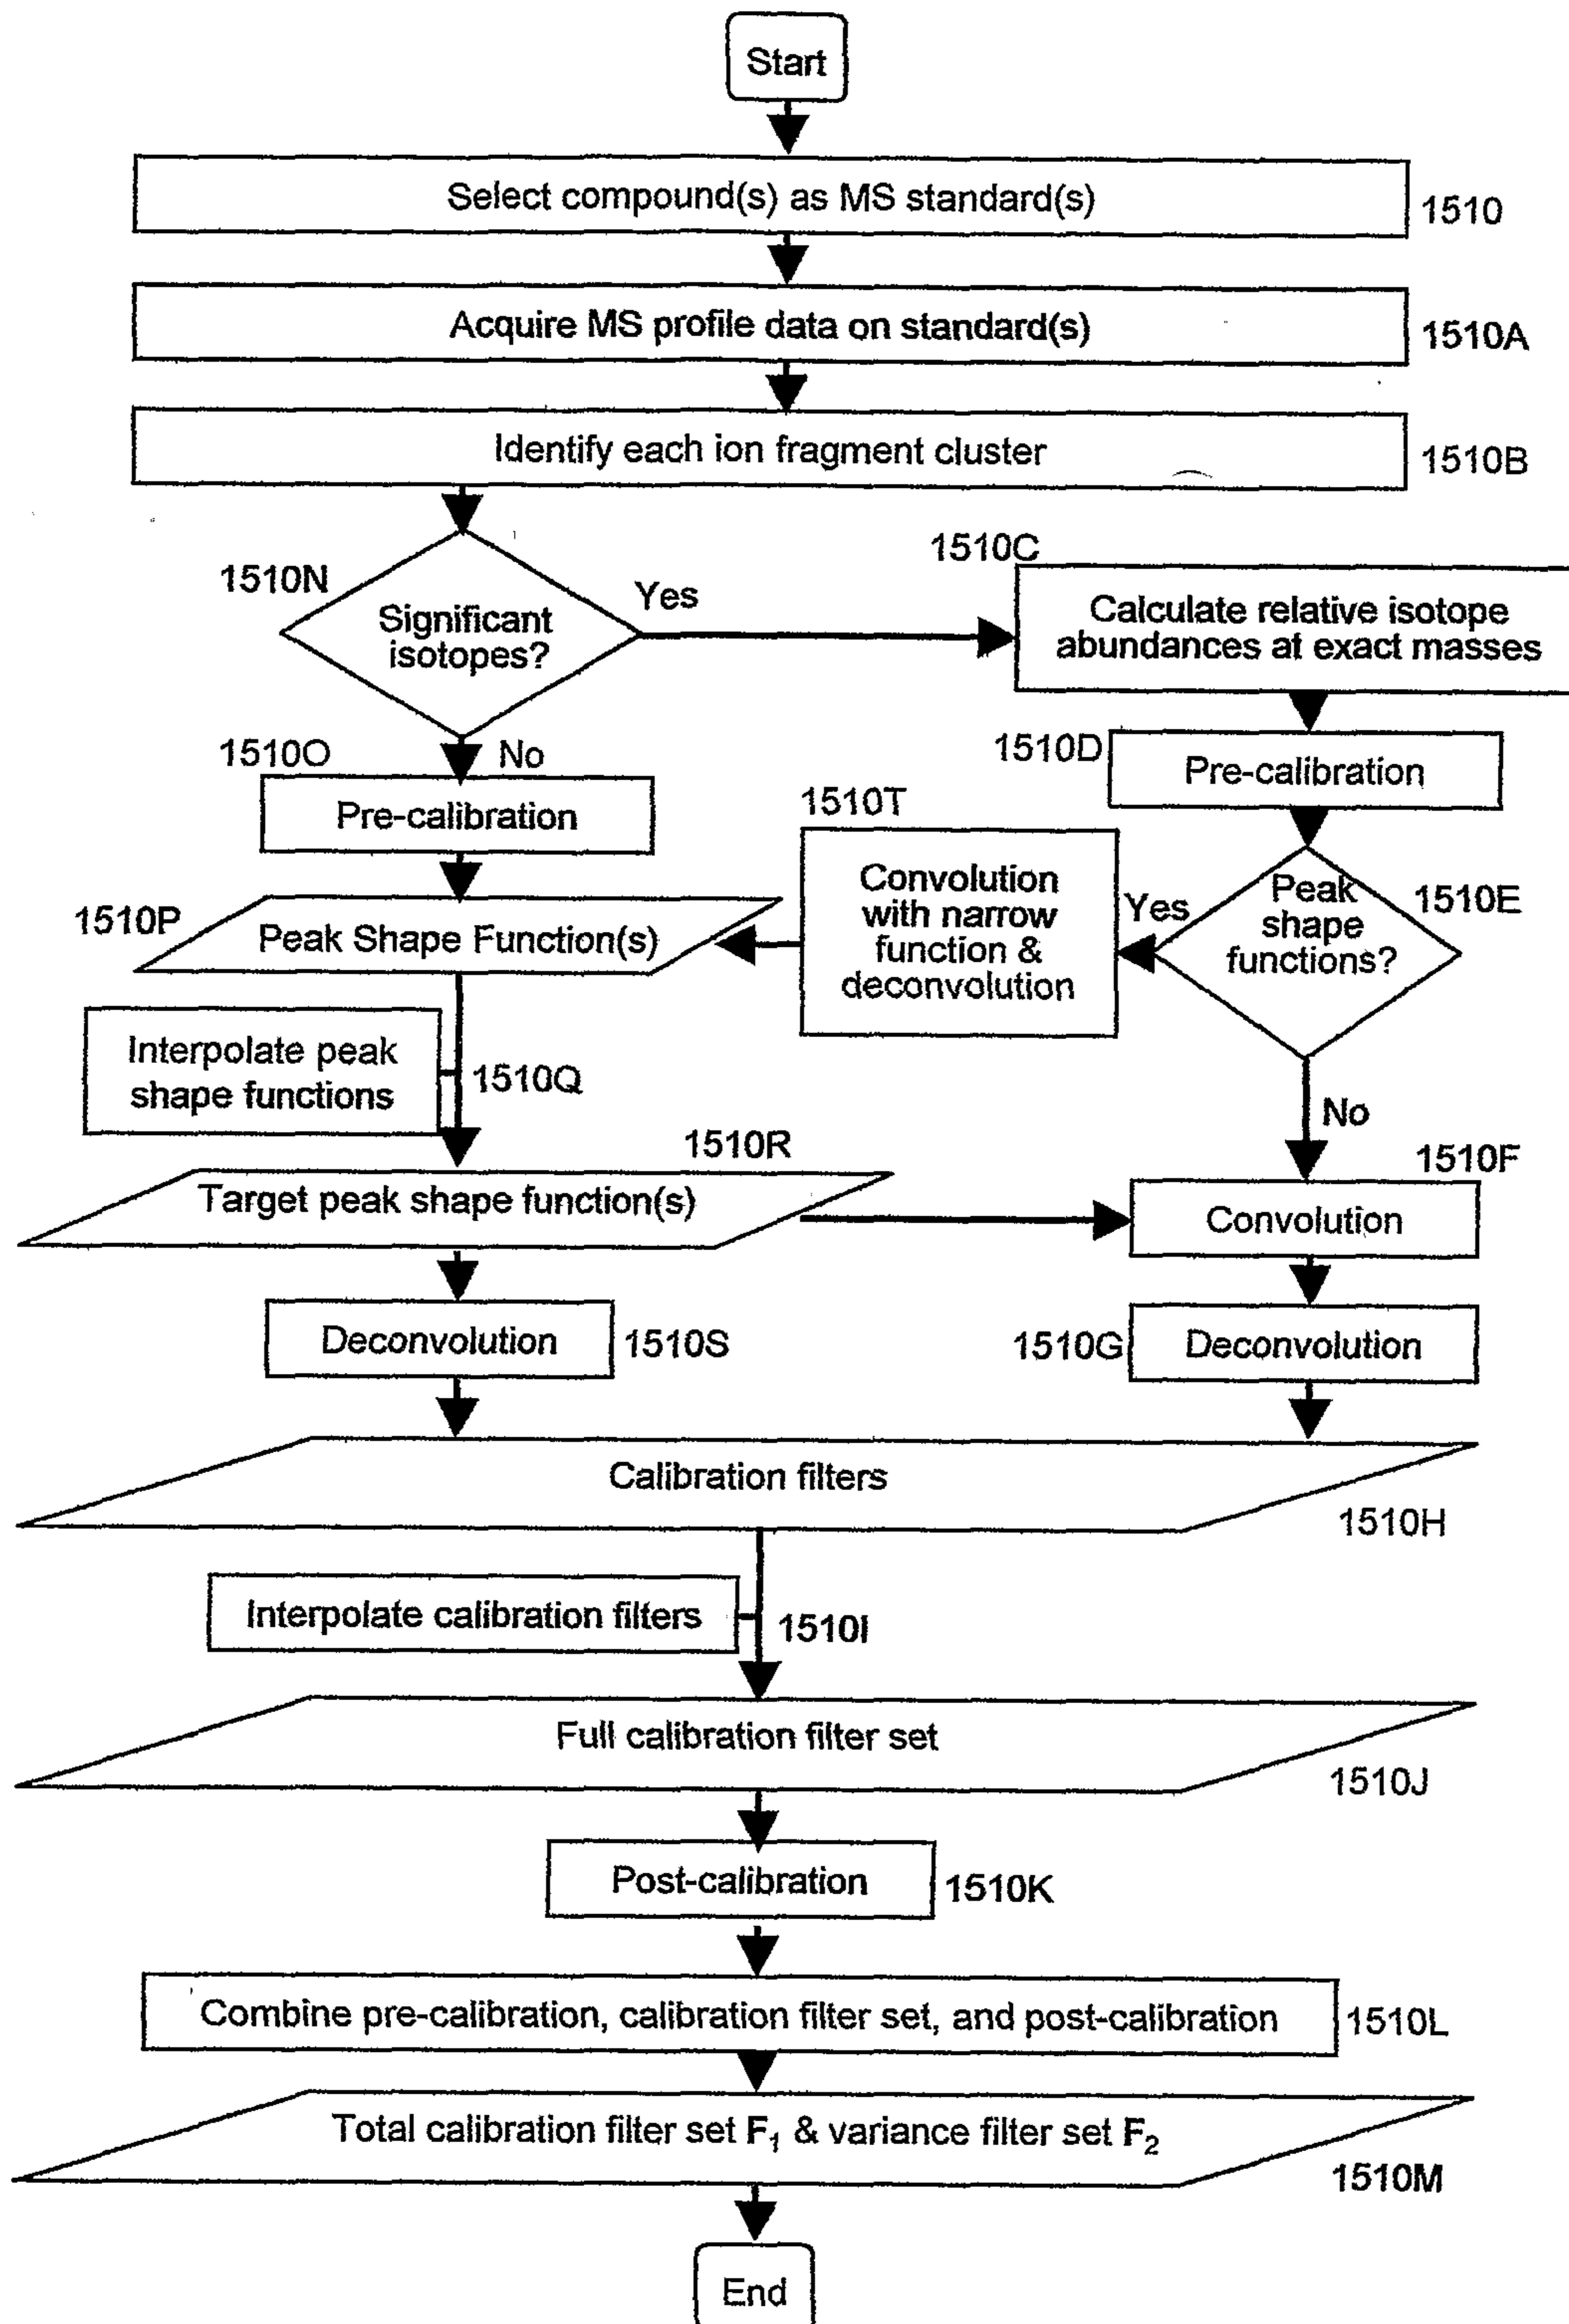 Start
Select compound(s) as MS standard(s)
1510
Acquire MS profile data on standard(s)
1510A
Identify each ion fragment cluster
1510B
1510N
Significant
isotopes?
Yes
1510C
Calculate relative isotope
abundances at exact masses
1510O
No
1510D
Pre-calibration
Pre-calibration
1510T
Convolution
with narrow
function &
deconvolution
Yes
Peak
shape
functions?
1510E
1510P
Peak Shape Function(s)
Interpolate peak
shape functions
1510Q
No
1510R
Target peak shape function(s)
1510F
Convolution
Deconvolution
1510S
1510G
Deconvolution
Calibration filters
1510H
Interpolate calibration filters
1510I
Full calibration filter set
1510J
Post-calibration
1510K
Combine pre-calibration, calibration filter set, and post-calibration
1510L
Total calibration filter set F₁ & variance filter set F₂
1510M
End